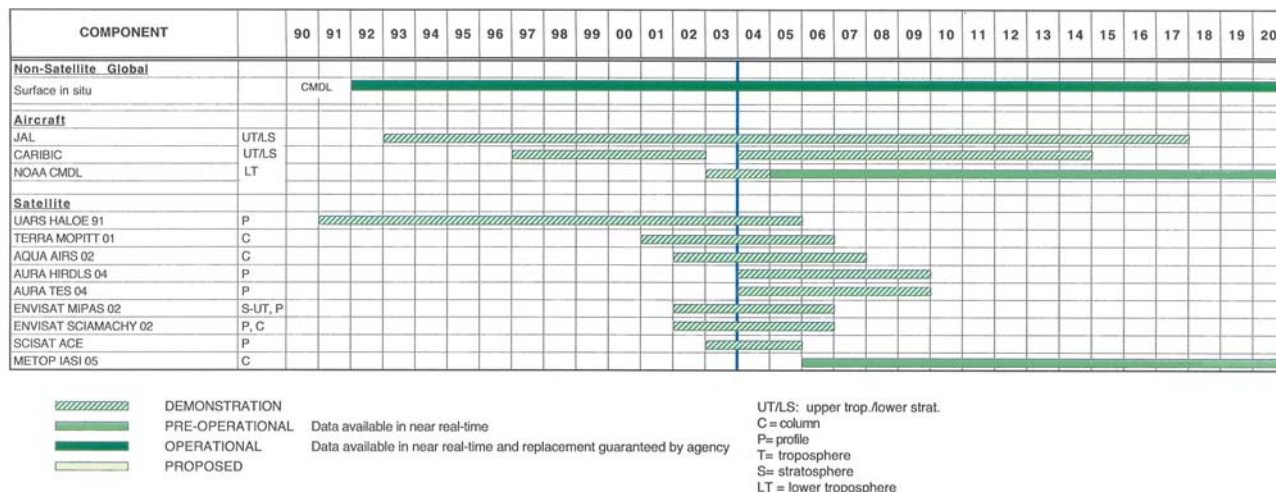 COMPONENT 90 91 92 93 94 95 96 97 98 99 00 01 02 03 04 05 06 07 08 09 10 11 12 13 14 15 16 17 18 19 20
Non-Satellite Global
Surface in situ CMDL
Aircraft
JAL UT/LS
CARIBIC UT/LS
NOAA CMDL LT
Satellite
UARS HALOE 91 P
TERRA MOPITT 01 C
AQUA AIRS 02 C
AURA HIRDLS 04 P
AURA TES 04 P
ENVISAT MIPAS 02 S-UT, P
ENVISAT SCIAMACHY 02 P, C
SCISAT ACE P
METOP IASI 05 C
DEMONSTRATION
PRE-OPERATIONAL Data available in near real-time
OPERATIONAL Data available in near real-time and replacement guaranteed by agency
PROPOSED
UT/LS: upper trop./lower strat.
C = column
P= profile
T= troposphere
S= stratosphere
LT = lower troposphere